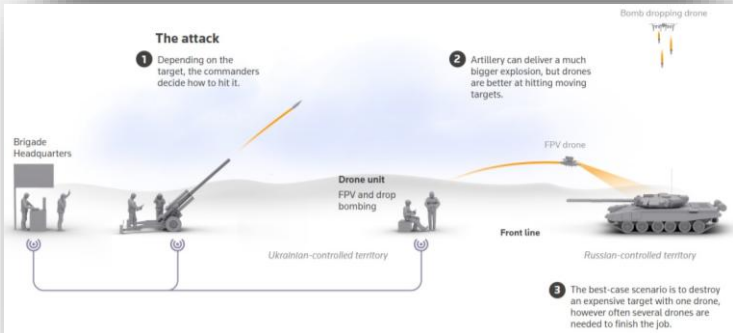 Bomb dropping drone
The attack
1 Depending on the
target, the commanders
decide how to hit it.
2 Artillery can deliver a much
bigger explosion, but drones
are better at hitting moving
targets.
Brigade
Headquarters
FPV drone
Drone unit
FPV and drop
bombing
Front line
Ukrainian-controlled territory
Russian-controlled territory
3 The best-case scenario is to destroy
an expensive target with one drone,
however often several drones are
needed to finish the job.